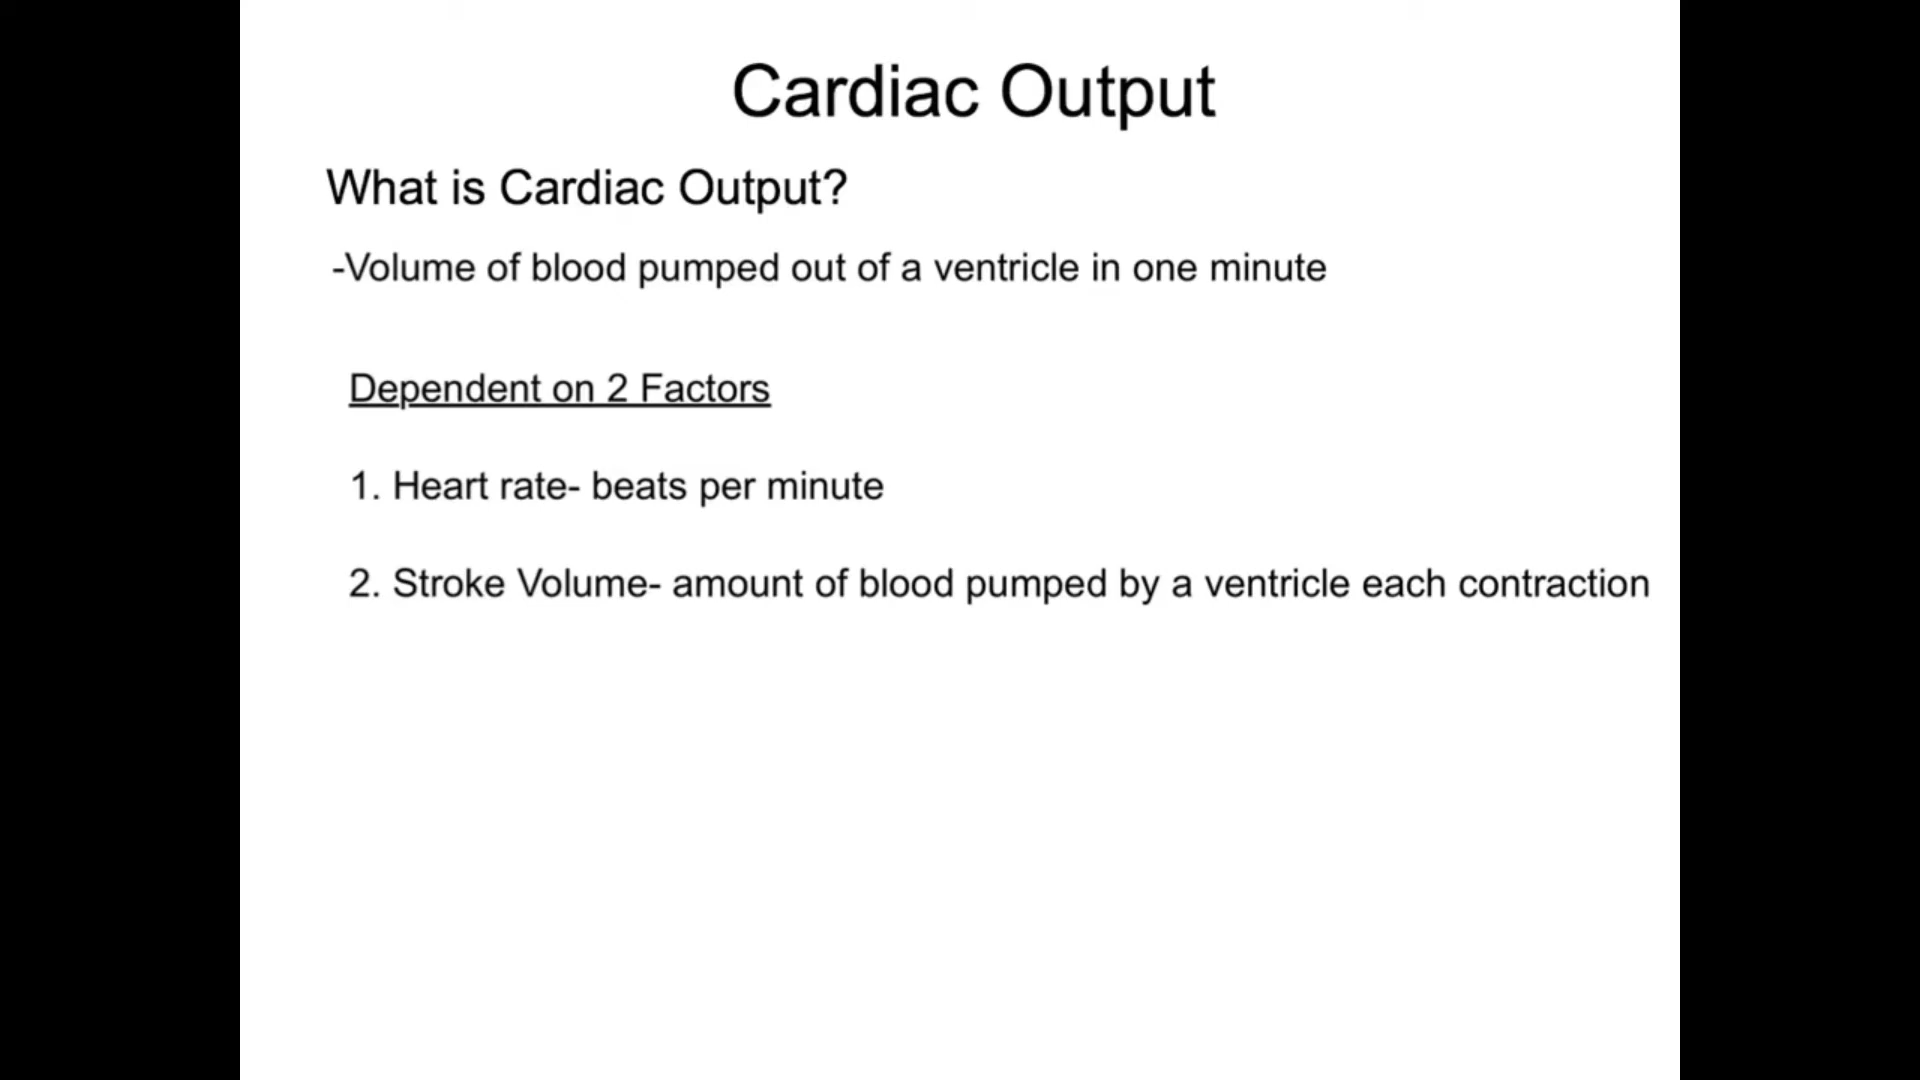 Cardiac Output
What is Cardiac Output?
-Volume of blood pumped out of a ventricle in one minute
Dependent on 2 Factors
1. Heart rate- beats per minute
2. Stroke Volume- amount of blood pumped by a ventricle each contraction